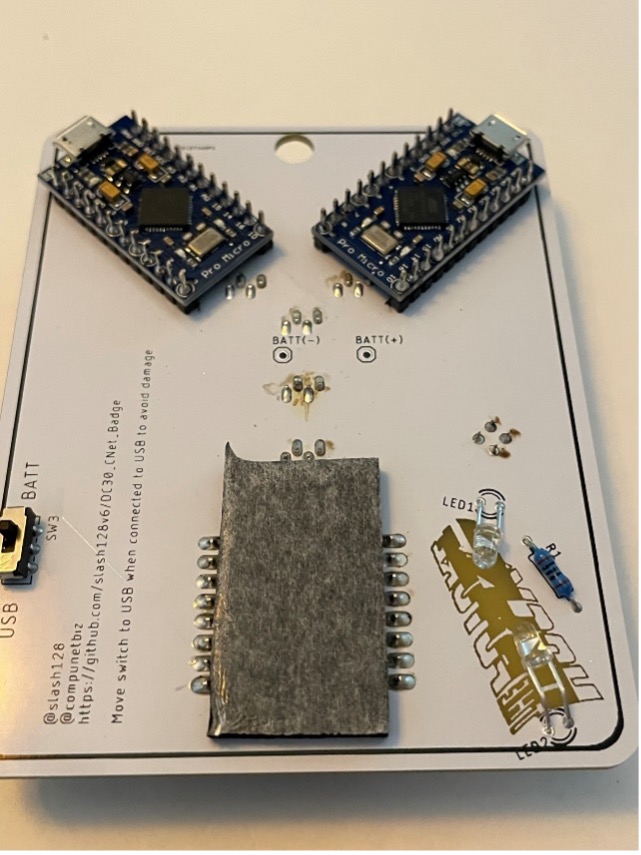 Pro Micro
Pro Micro
BATT(-)
BATT(+)
BATT
SW3
USB
@slash128
@compunetbiz
https://github.com/slash128v6/DC30_CNet_Badge
Move switch to USB when connected to USB to avoid damage
LED1
R1
LED2